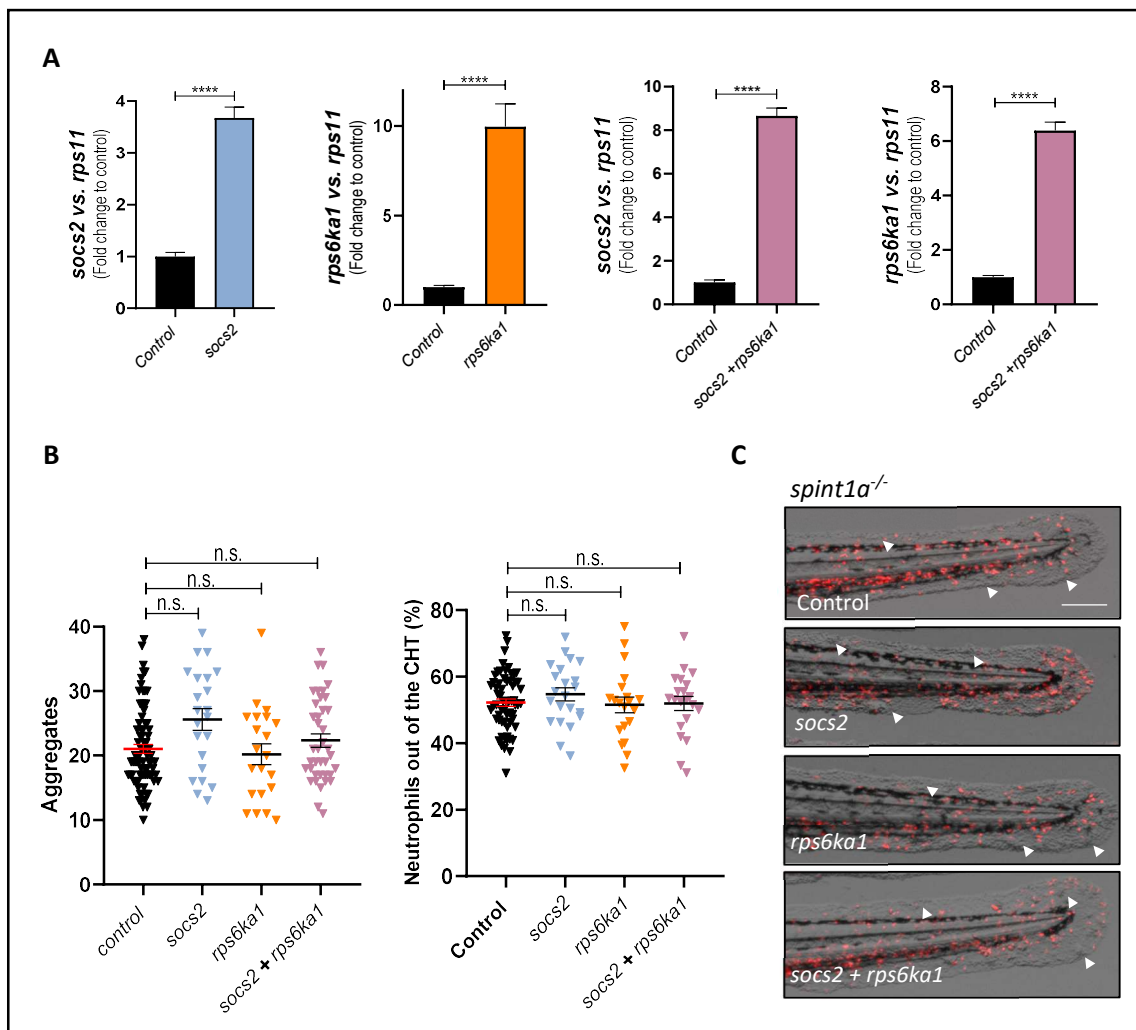 A
****
****
****
****
socs2 vs. rps11
(Fold change to control)
4
3
2
1
0
Control
socs2
rps6ka1 vs. rps11
(Fold change to control)
10
5
0
Control
rps6ka1
socs2 vs. rps11
(Fold change to control)
10
8
6
4
2
0
Control
socs2 +rps6ka1
rps6ka1 vs. rps11
(Fold change to control)
8
6
4
2
0
Control
socs2 +rps6ka1
B
n.s.
n.s.
n.s.
Aggregates
40
30
20
10
0
control
socs2
rps6ka1
socs2 + rps6ka1
n.s.
n.s.
n.s.
Neutrophils out of the CHT (%)
80
60
40
20
0
Control
socs2
rps6ka1
socs2 + rps6ka1
C
spint1a-/-
Control
socs2
rps6ka1
socs2 + rps6ka1